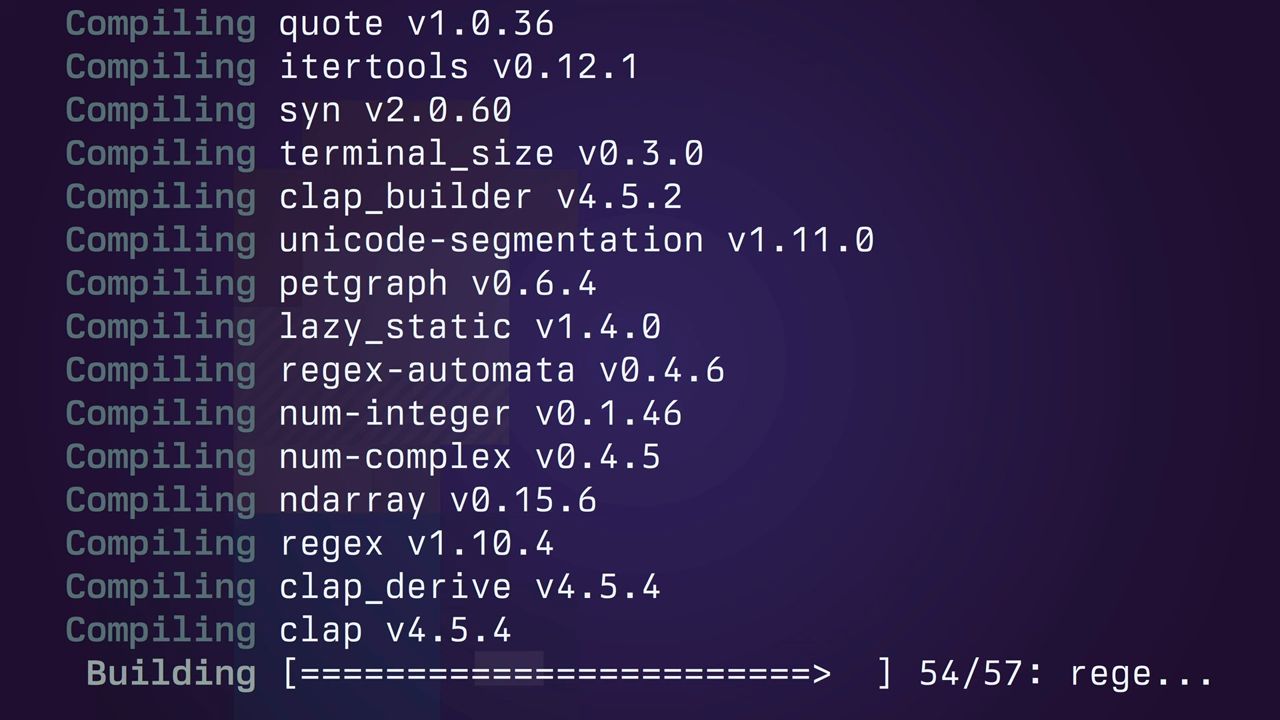 Compiling quote v1.0.36
Compiling itertools v0.12.1
Compiling syn v2.0.60
Compiling terminal_size v0.3.0
Compiling clap_builder v4.5.2
Compiling unicode-segmentation v1.11.0
Compiling petgraph v0.6.4
Compiling lazy_static v1.4.0
Compiling regex-automata v0.4.6
Compiling num-integer v0.1.46
Compiling num-complex v0.4.5
Compiling ndarray v0.15.6
Compiling regex v1.10.4
Compiling clap_derive v4.5.4
Compiling clap v4.5.4
Building [========================>  ] 54/57: rege...